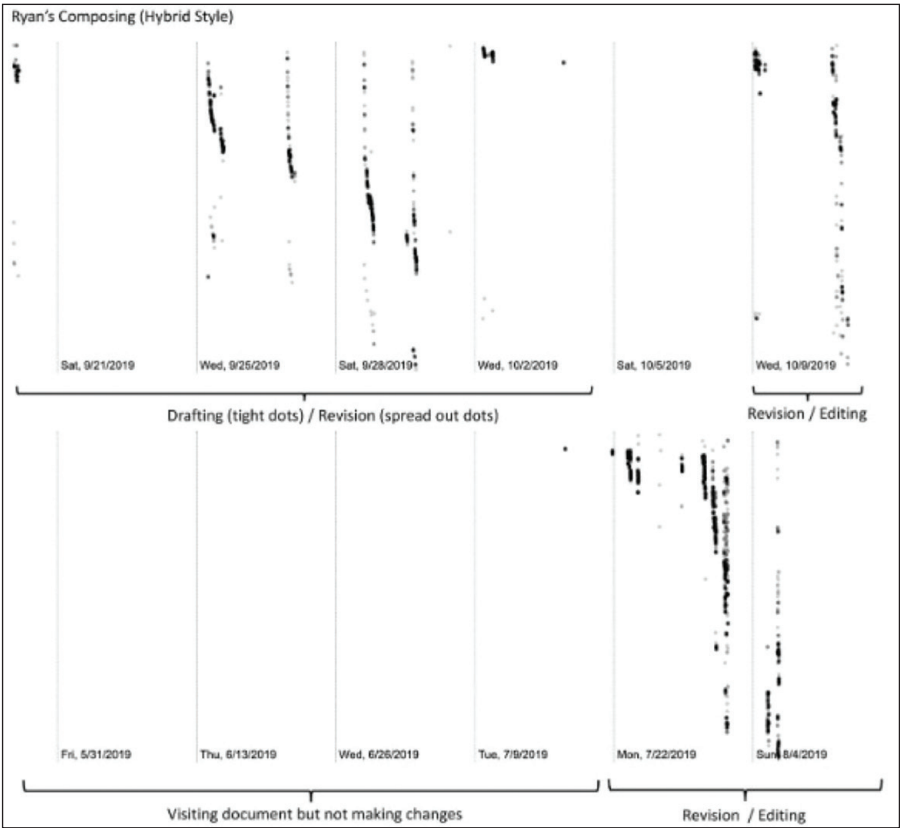 Ryan's Composing (Hybrid Style)
Sat, 9/21/2019 Wed, 9/25/2019 Sat, 9/28/2019 Wed, 10/2/2019 Sat, 10/5/2019 Wed, 10/9/2019
Drafting (tight dots) / Revision (spread out dots) Revision / Editing
Fri, 5/31/2019 Thu, 6/13/2019 Wed, 6/26/2019 Tue, 7/9/2019 Mon, 7/22/2019 Sun, 8/4/2019
Visiting document but not making changes Revision / Editing